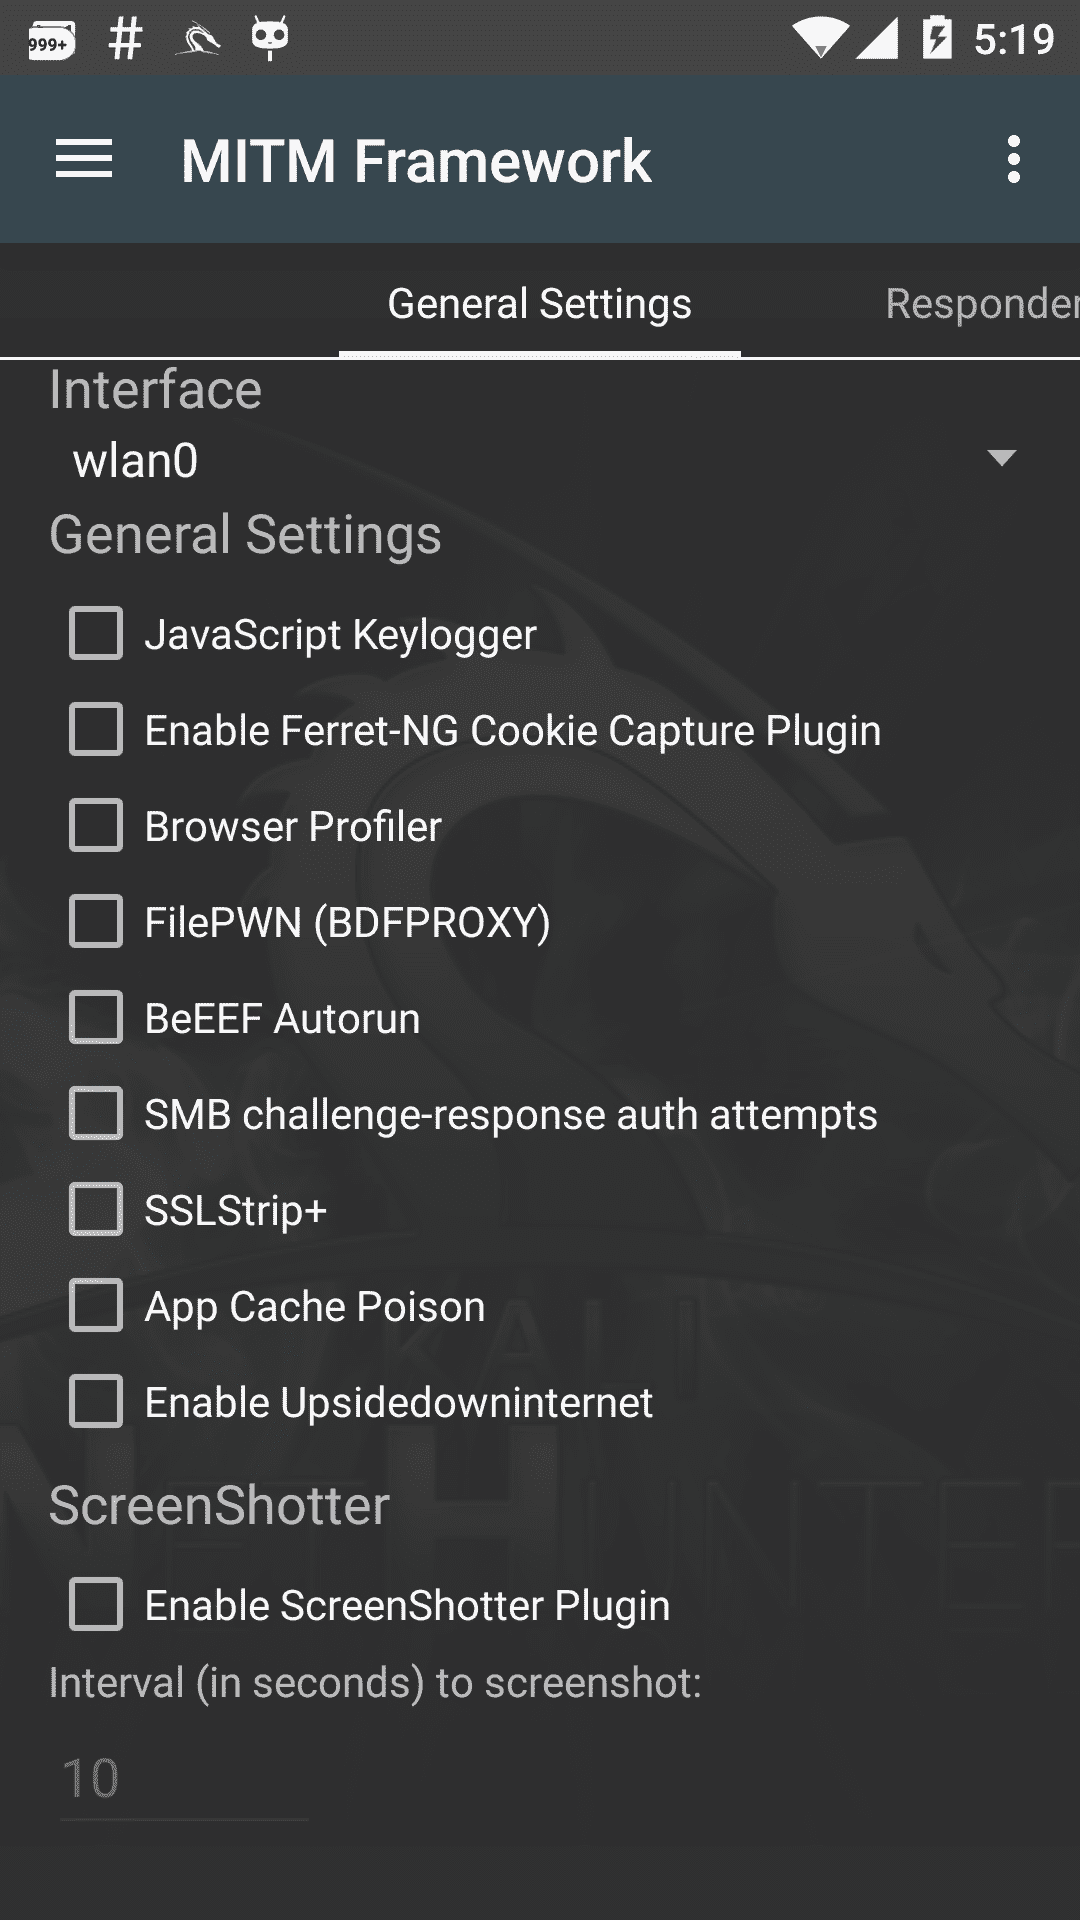 999+ # 5:19
MITM Framework
General Settings Responder
Interface
wlan0
General Settings
JavaScript Keylogger
Enable Ferret-NG Cookie Capture Plugin
Browser Profiler
FilePWN (BDFPROXY)
BeEEF Autorun
SMB challenge-response auth attempts
SSLStrip+
App Cache Poison
KALI
Enable Upsidedowninternet
NETHUNTER
ScreenShotter
Enable ScreenShotter Plugin
Interval (in seconds) to screenshot:
10